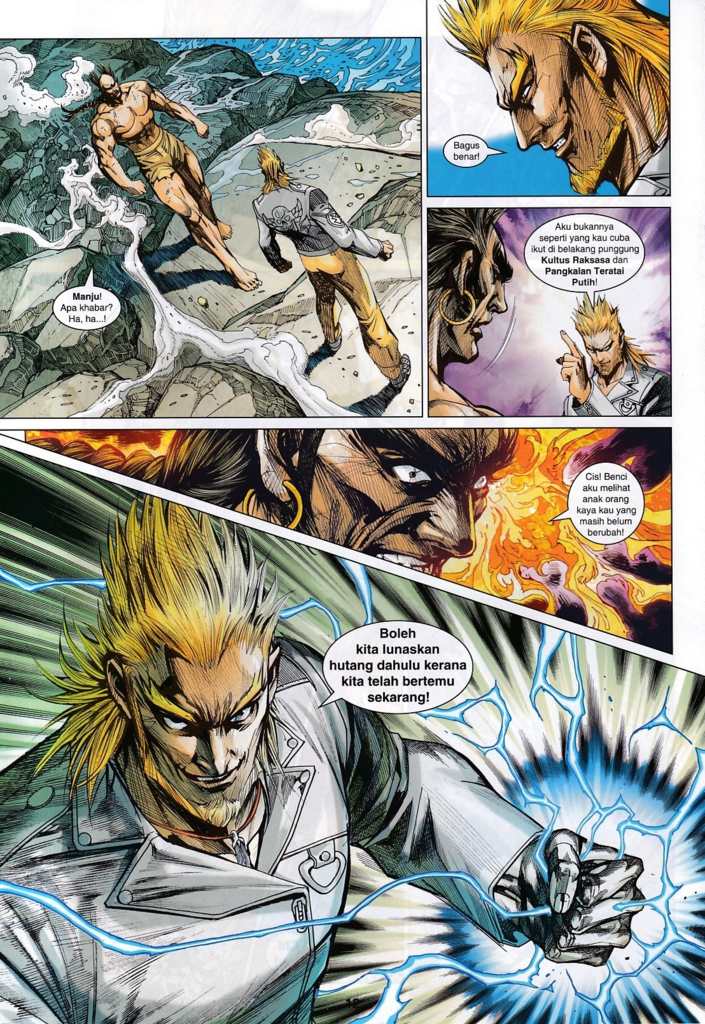 Manju!
Apa khabar?
Ha, ha...!
Bagus
benar!
Aku bukannya
seperti yang kau cuba
ikut di belakang punggung
Kultus Raksasa dan
Pangkalan Teratai
Putih!
Cis! Benci
aku melihat
anak orang
kaya kau yang
masih belum
berubah!
Boleh
kita lunaskan
hutang dahulu kerana
kita telah bertemu
sekarang!